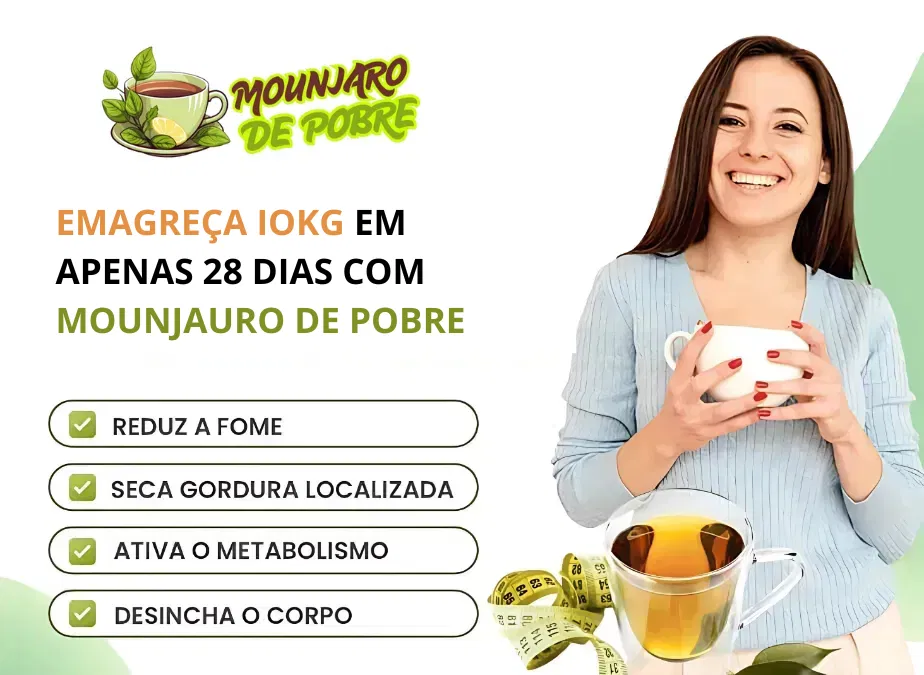 MOUNJARO
DE POBRE
EMAGREÇA IOKG EM
APENAS 28 DIAS COM
MOUNJAURO DE POBRE
REDUZ A FOME
SECA GORDURA LOCALIZADA
ATIVA O METABOLISMO
DESINCHA O CORPO